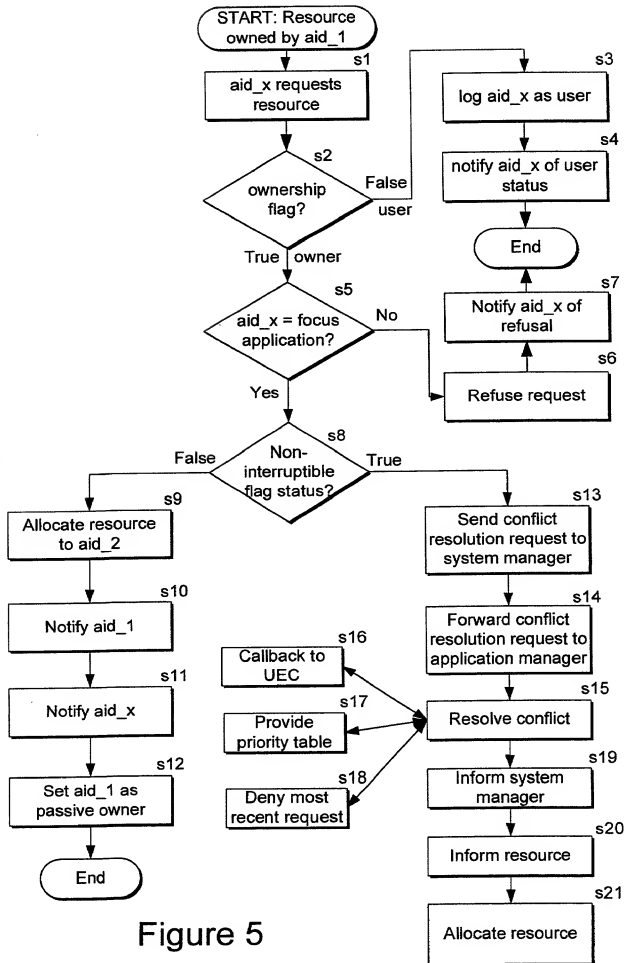 START: Resource
owned by aid_1
s1
aid_x requests
resource
s2
ownership
flag?
False
user
True
owner
s3
log aid_x as user
s4
notify aid_x of user
status
End
s5
aid_x = focus
application?
No
Yes
s7
Notify aid_x of
refusal
s6
Refuse request
s8
Non-
interruptible
flag status?
False
True
s9
Allocate resource
to aid_2
s10
Notify aid_1
s11
Notify aid_x
s12
Set aid_1 as
passive owner
End
s13
Send conflict
resolution request to
system manager
s14
Forward conflict
resolution request to
application manager
s15
Resolve conflict
s16
Callback to
UEC
s17
Provide
priority table
s18
Deny most
recent request
s19
Inform system
manager
s20
Inform resource
s21
Allocate resource
Figure 5